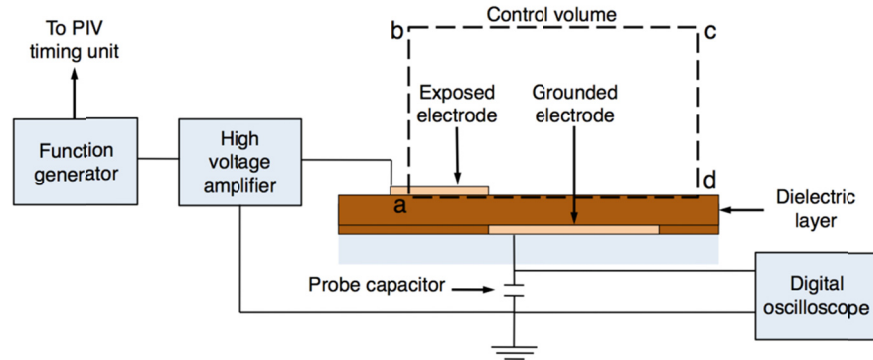 To PIV
timing unit
Function
generator
High
voltage
amplifier
b
Control volume
c
Exposed
electrode
Grounded
electrode
a
d
Dielectric
layer
Probe capacitor
Digital
oscilloscope